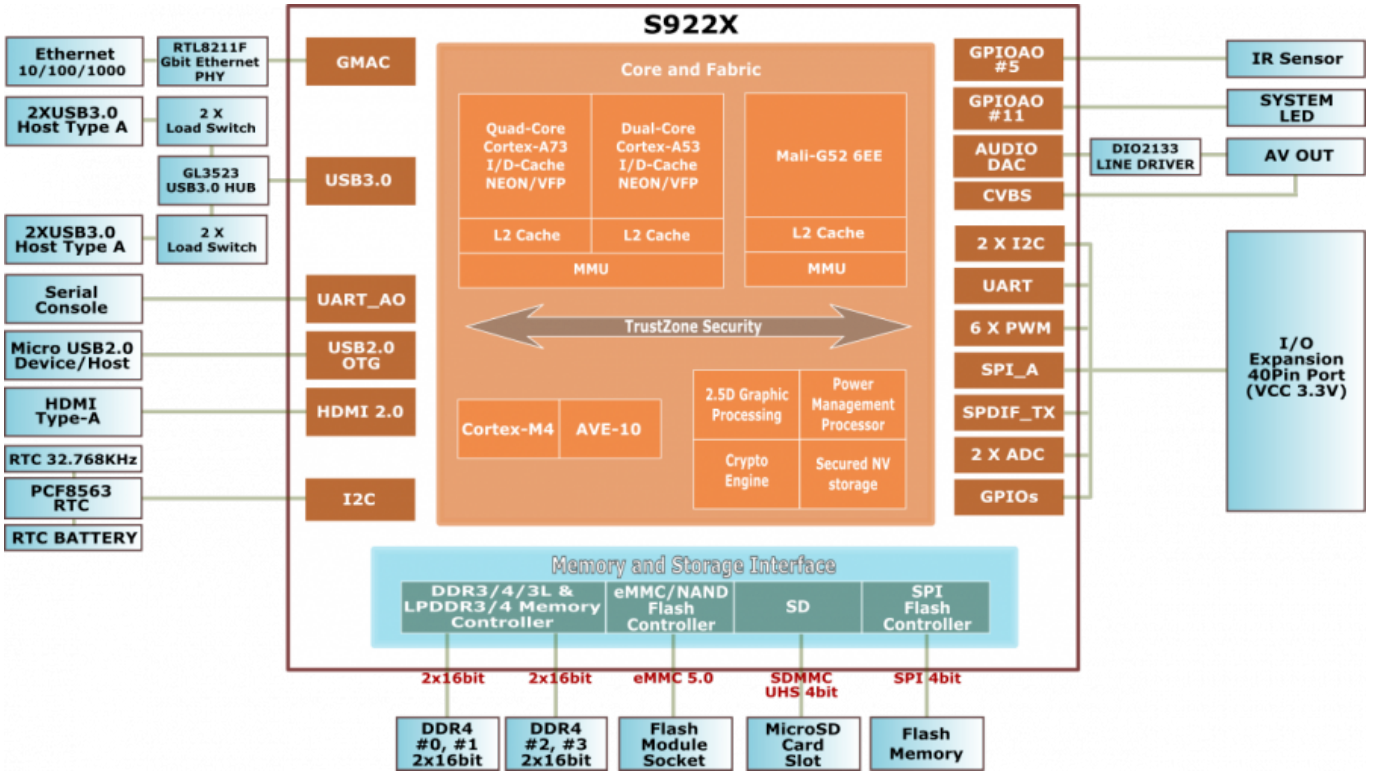 S922X
Ethernet
10/100/1000
RTL8211F
Gbit Ethernet
PHY
GMAC
2XUSB3.0
Host Type A
2 X
Load Switch
GL3523
USB3.0 HUB
USB3.0
2XUSB3.0
Host Type A
2 X
Load Switch
Serial
Console
UART_AO
Micro USB2.0
Device/Host
USB2.0
OTG
HDMI
Type-A
HDMI 2.0
RTC 32.768KHz
PCF8563
RTC
I2C
RTC BATTERY
Core and Fabric
Quad-Core
Cortex-A73
I/D-Cache
NEON/VFP
Dual-Core
Cortex-A53
I/D-Cache
NEON/VFP
Mali-G52 6EE
L2 Cache
L2 Cache
L2 Cache
MMU
MMU
TrustZone Security
Cortex-M4
AVE-10
2.5D Graphic
Processing
Power
Management
Processor
Crypto
Engine
Secured NV
storage
GPIOAO
#5
IR Sensor
GPIOAO
#11
SYSTEM
LED
AUDIO
DAC
DIO2133
LINE DRIVER
AV OUT
CVBS
2 X I2C
UART
6 X PWM
SPI_A
SPDIF_TX
2 X ADC
GPIOs
I/O
Expansion
40Pin Port
(VCC 3.3V)
Memory and Storage Interface
DDR3/4/3L &
LPDDR3/4 Memory
Controller
eMMC/NAND
Flash
Controller
SD
SPI
Flash
Controller
2x16bit
2x16bit
eMMC 5.0
SDMMC
UHS 4bit
SPI 4bit
DDR4
#0, #1
2x16bit
DDR4
#2, #3
2x16bit
Flash
Module
Socket
MicroSD
Card
Slot
Flash
Memory